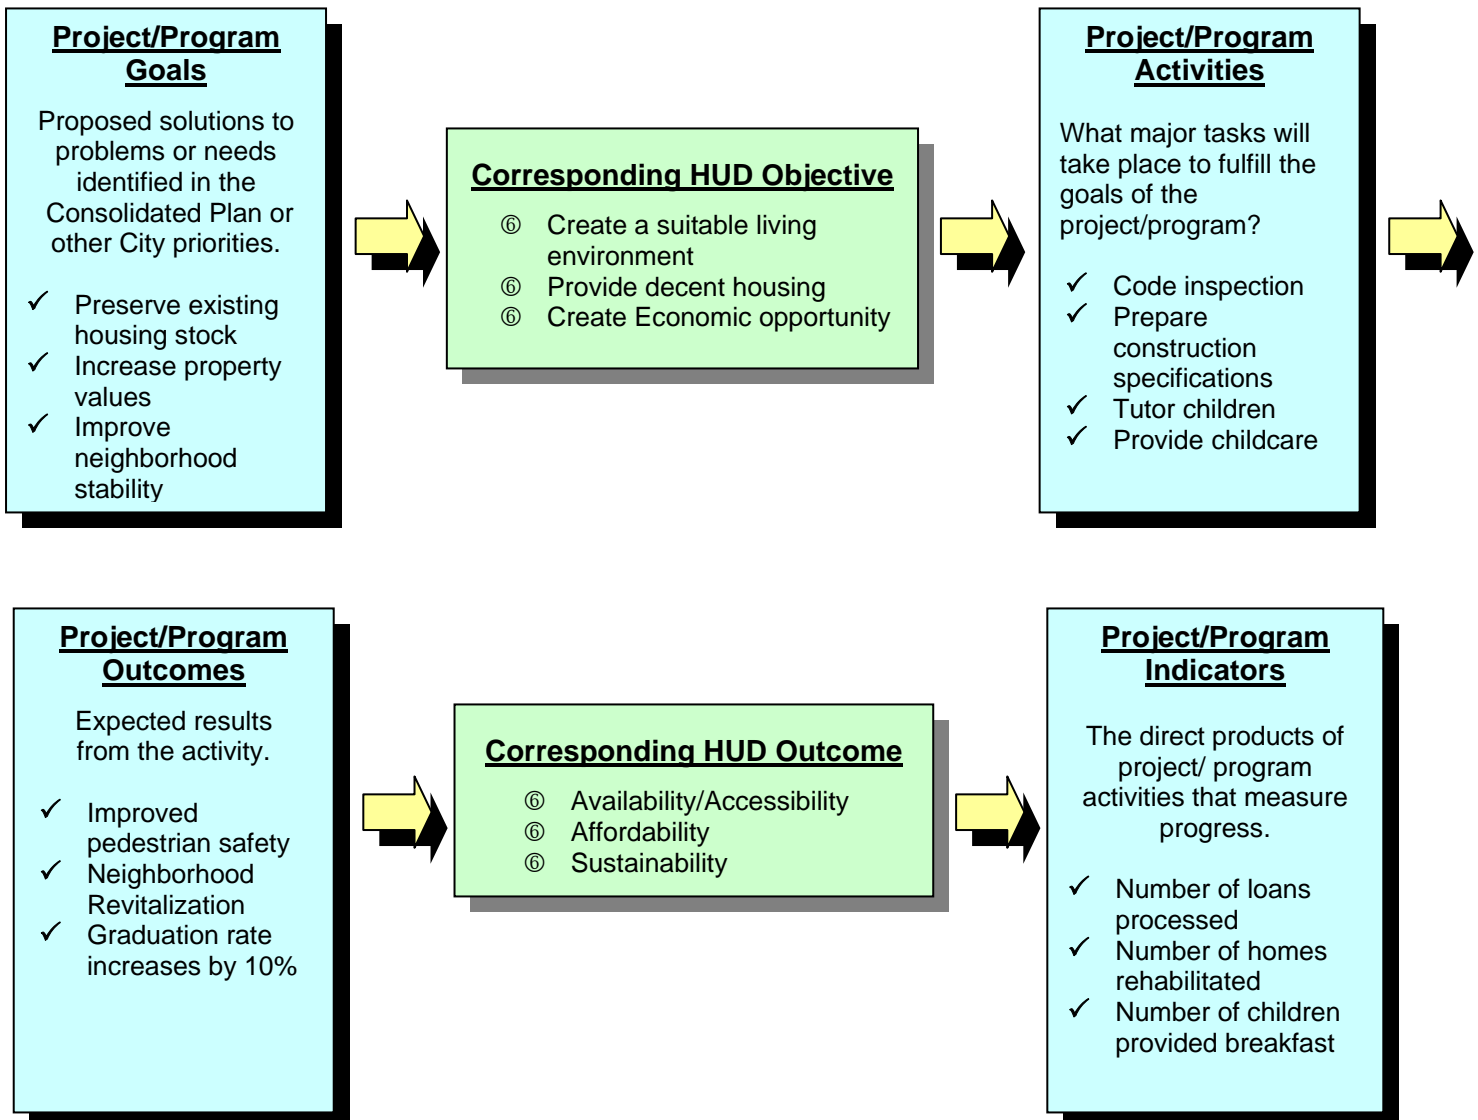 Project/Program
Goals
Proposed solutions to
problems or needs
identified in the
Consolidated Plan or
other City priorities.
✓ Preserve existing
housing stock
✓ Increase property
values
✓ Improve
neighborhood
stability
Corresponding HUD Objective
⑥ Create a suitable living
environment
⑥ Provide decent housing
⑥ Create Economic opportunity
Project/Program
Activities
What major tasks will
take place to fulfill the
goals of the
project/program?
✓ Code inspection
✓ Prepare
construction
specifications
✓ Tutor children
✓ Provide childcare
Project/Program
Outcomes
Expected results
from the activity.
✓ Improved
pedestrian safety
✓ Neighborhood
Revitalization
✓ Graduation rate
increases by 10%
Corresponding HUD Outcome
⑥ Availability/Accessibility
⑥ Affordability
⑥ Sustainability
Project/Program
Indicators
The direct products of
project/ program
activities that measure
progress.
✓ Number of loans
processed
✓ Number of homes
rehabilitated
✓ Number of children
provided breakfast